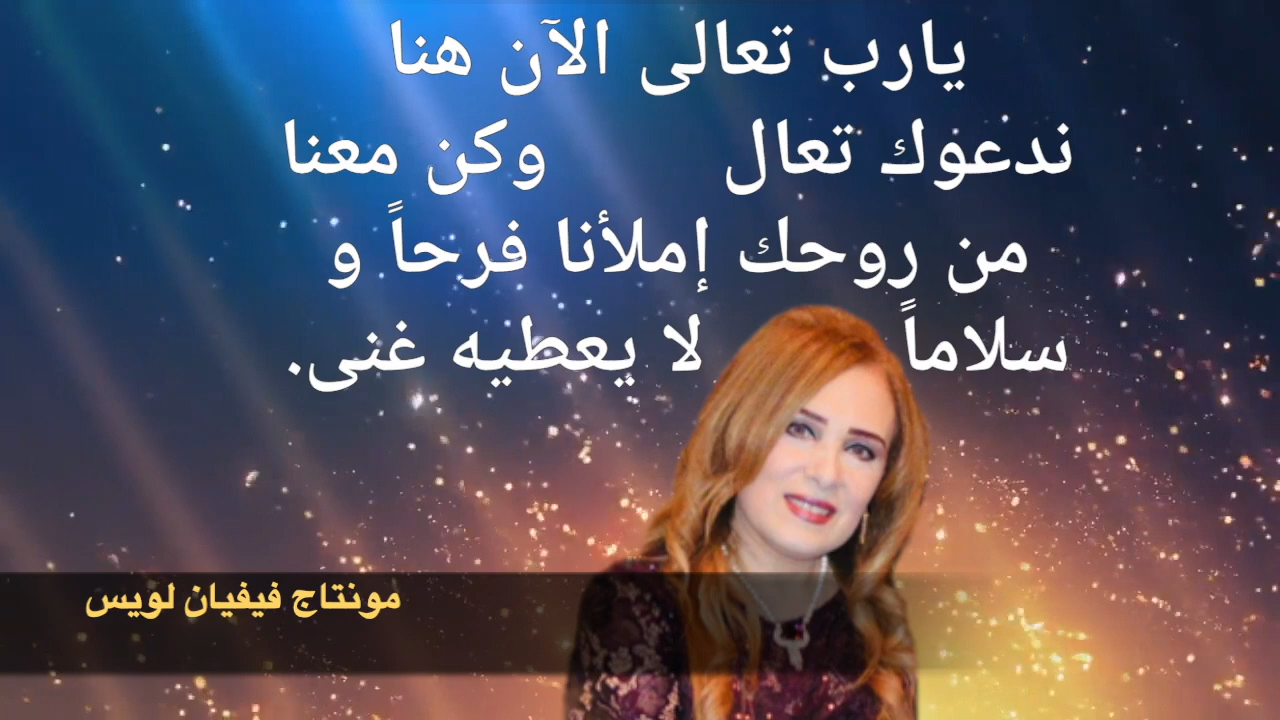 يارب تعالى الآن هنا
ندعوك تعال وكن معنا
من روحك إملأنا فرحاً و
سلاماً لا يعطيه غنى.
مونتاج فيفيان لويس